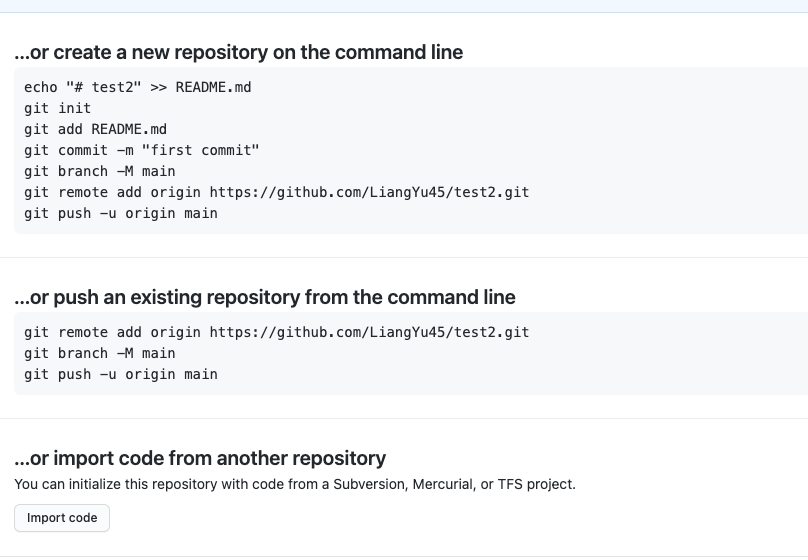 ...or create a new repository on the command line
echo "# test2" >> README.md
git init
git add README.md
git commit -m "first commit"
git branch -M main
git remote add origin https://github.com/LiangYu45/test2.git
git push -u origin main
...or push an existing repository from the command line
git remote add origin https://github.com/LiangYu45/test2.git
git branch -M main
git push -u origin main
...or import code from another repository
You can initialize this repository with code from a Subversion, Mercurial, or TFS project.
Import code